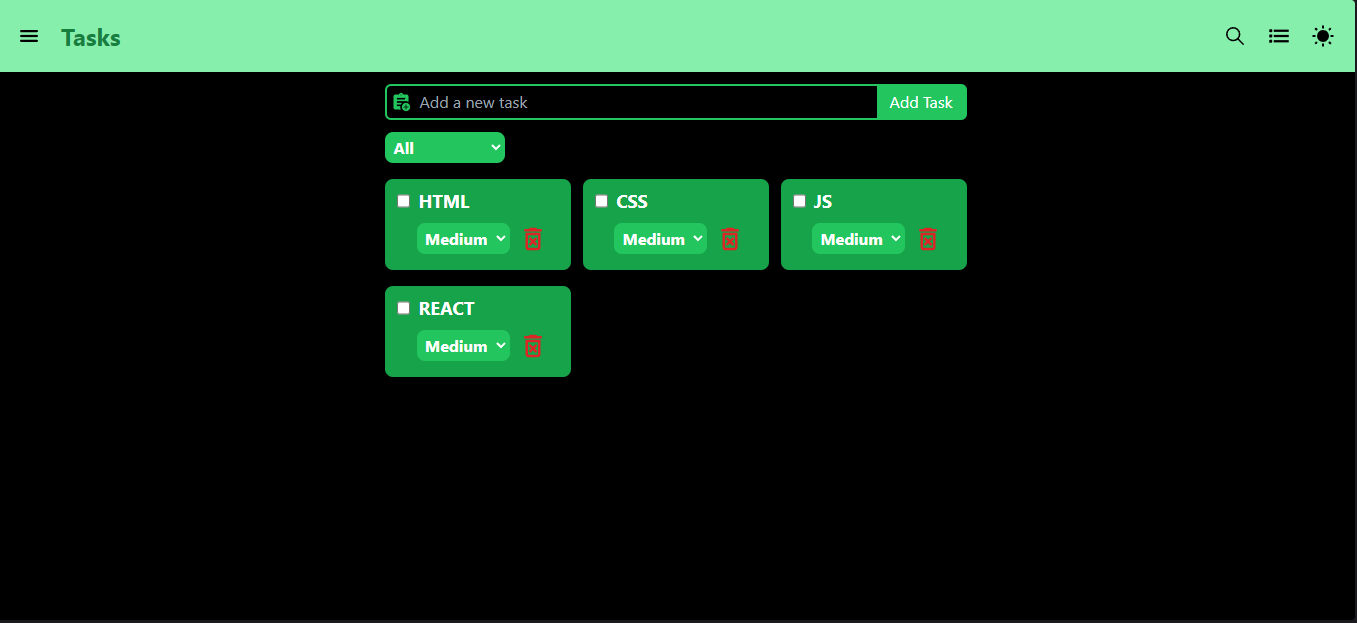 Tasks
Add a new task Add Task
All
HTML CSS JS
Medium Medium Medium
REACT
Medium